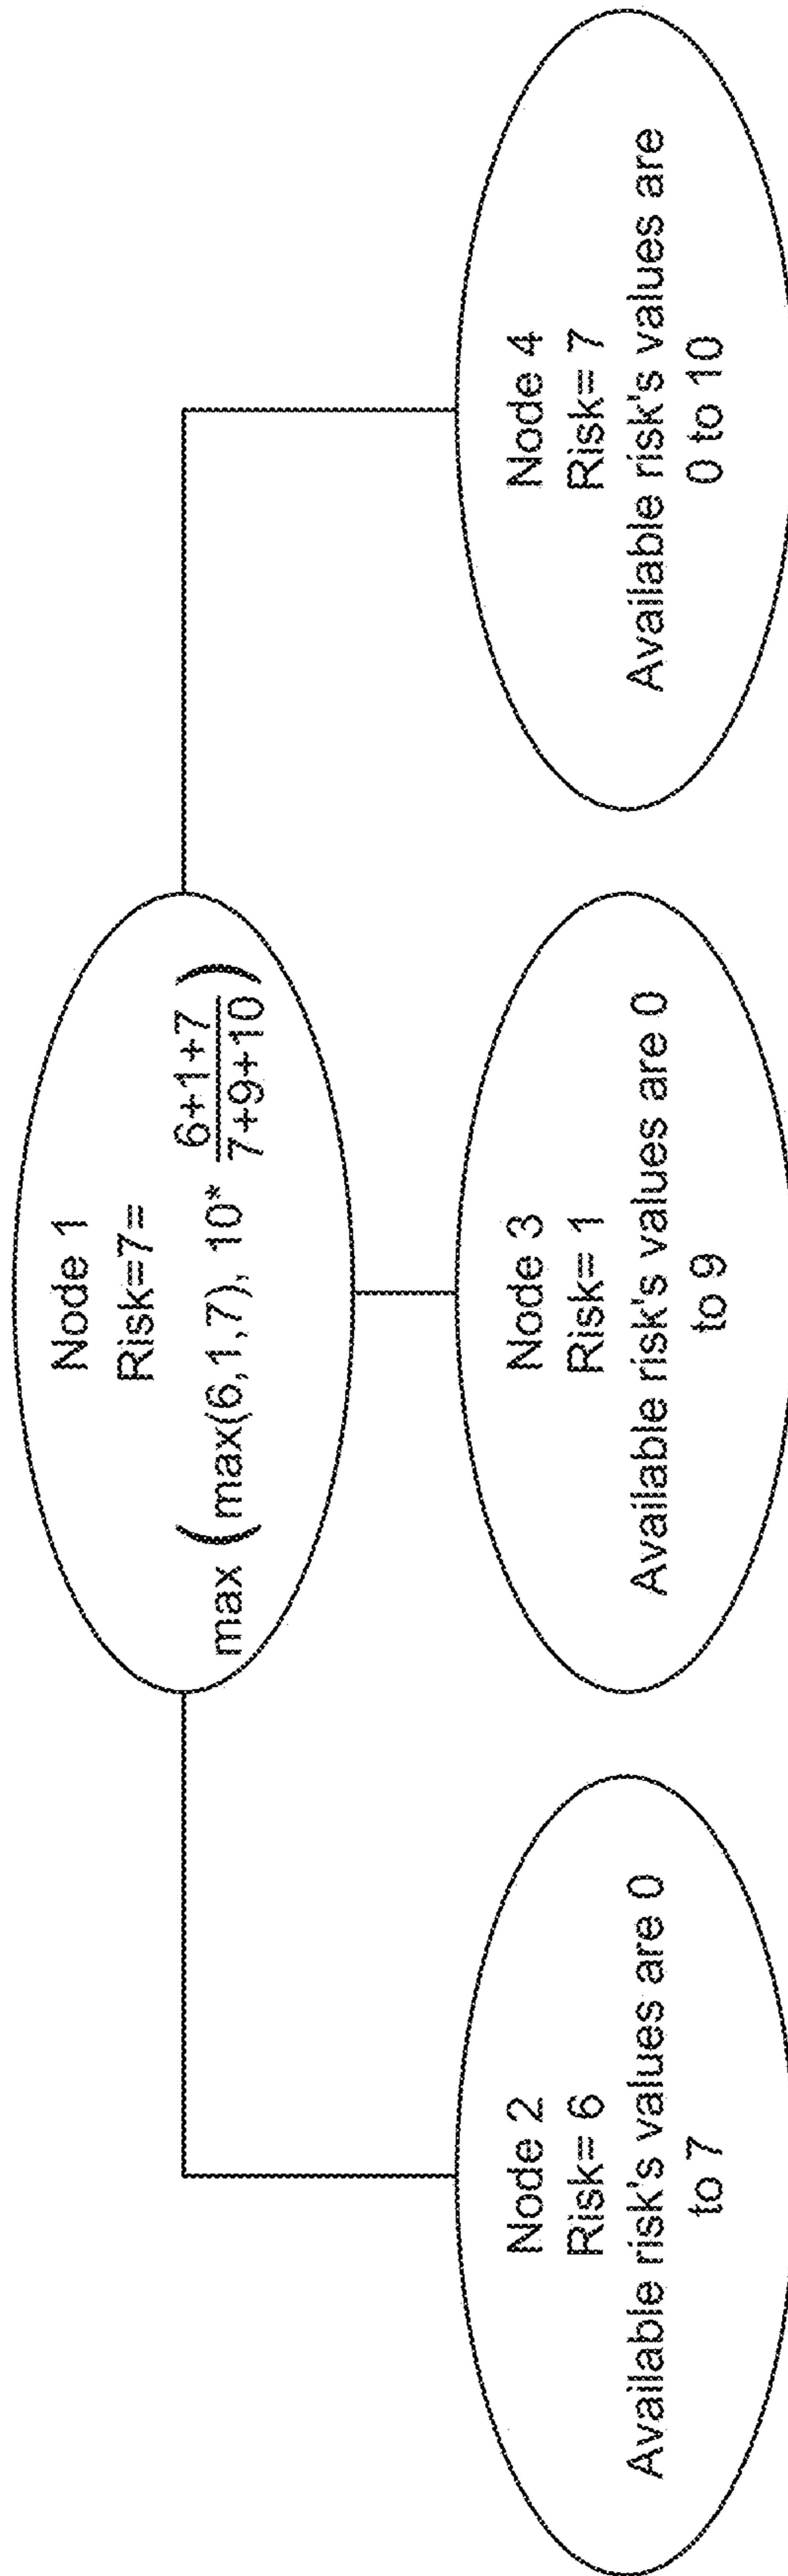 Node 1
Risk=7=
max ( max(6,1,7), 10* (6+1+7)/(7+9+10) )
Node 2
Risk= 6
Available risk's values are 0
to 7
Node 3
Risk= 1
Available risk's values are 0
to 9
Node 4
Risk= 7
Available risk's values are
0 to 10